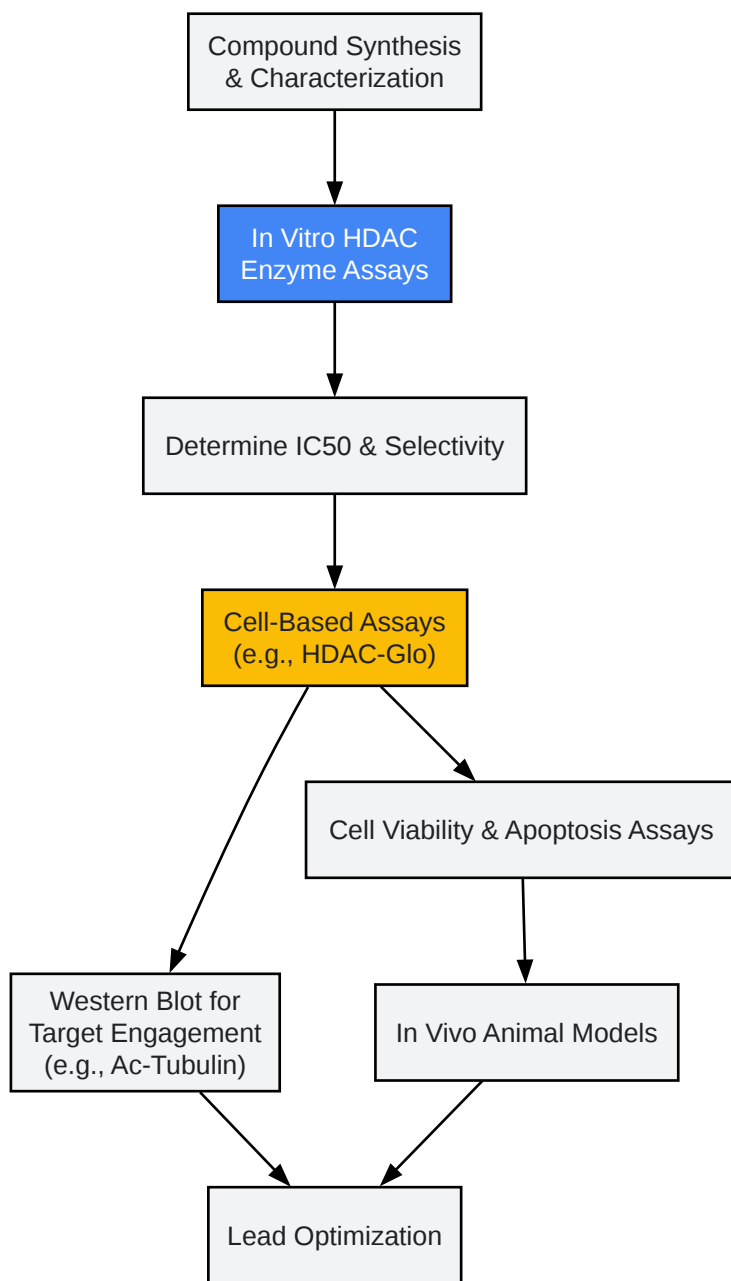 Compound Synthesis
& Characterization
In Vitro HDAC
Enzyme Assays
Determine IC50 & Selectivity
Cell-Based Assays
(e.g., HDAC-Glo)
Cell Viability & Apoptosis Assays
Western Blot for
Target Engagement
(e.g., Ac-Tubulin)
In Vivo Animal Models
Lead Optimization